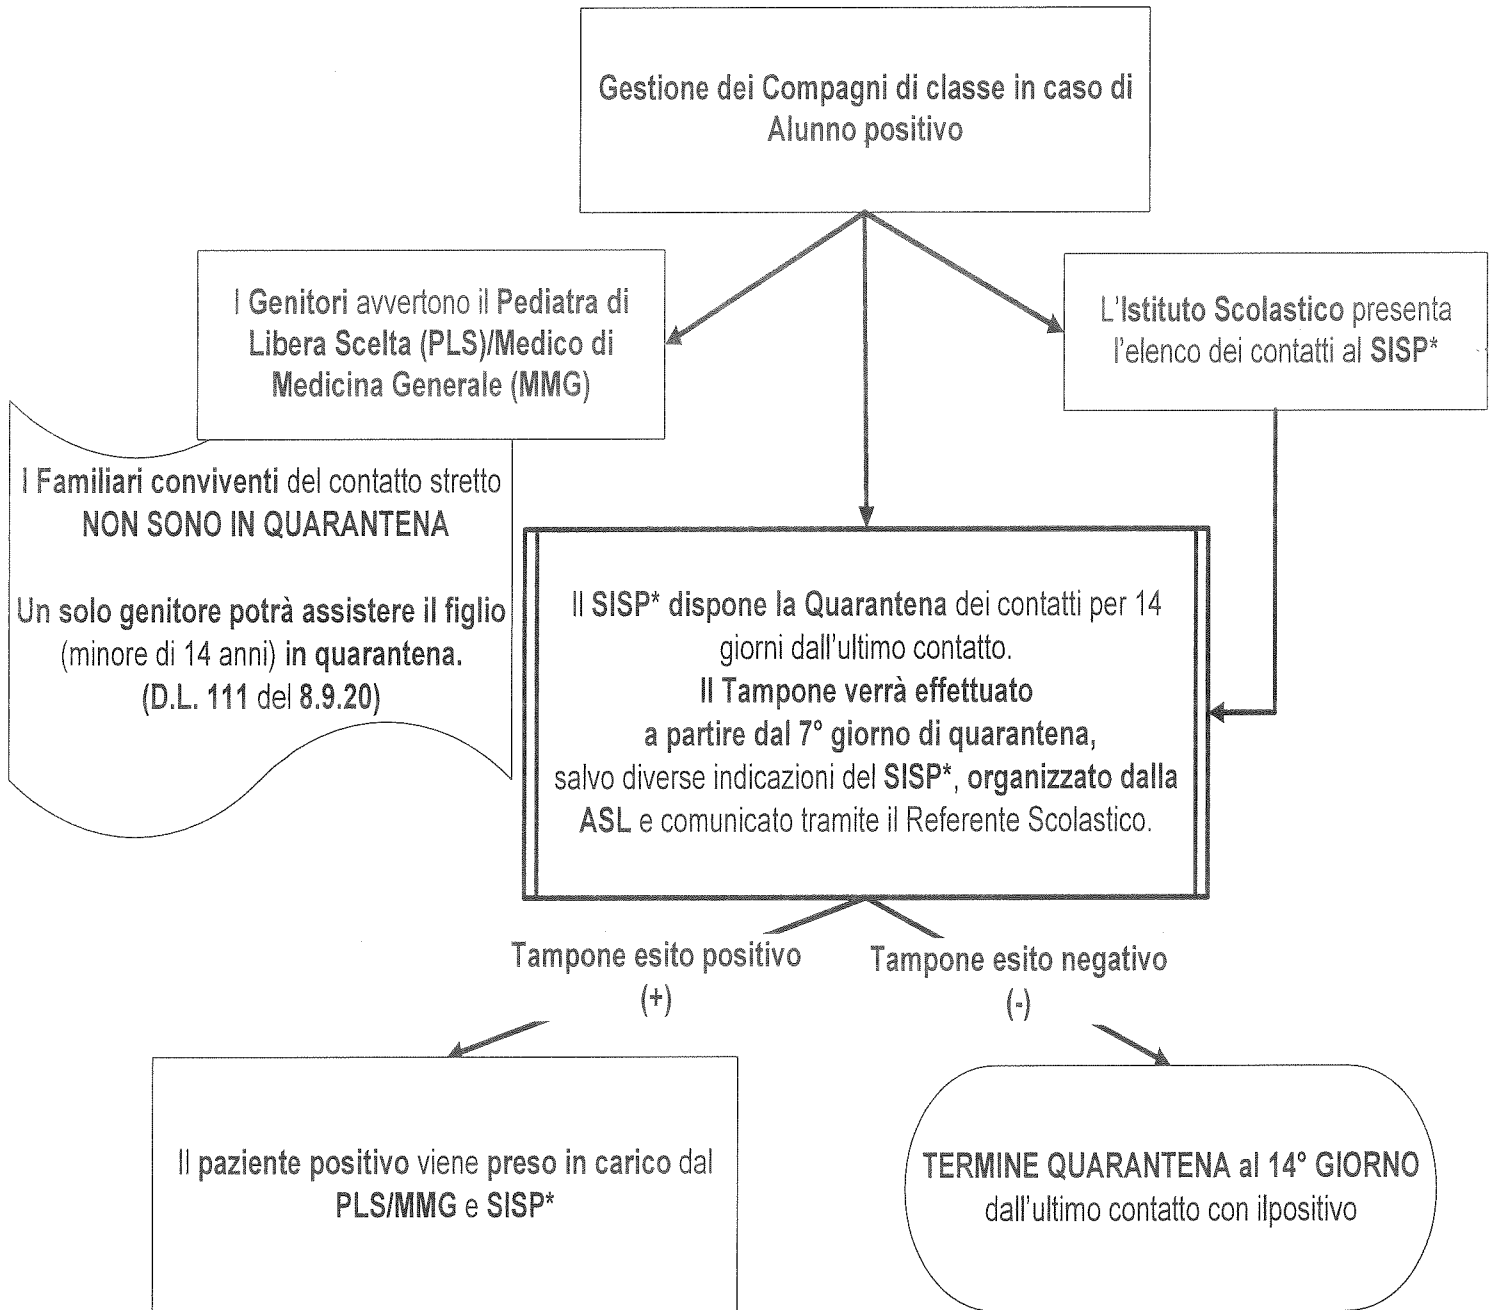 Gestione dei Compagni di classe in caso di
Alunno positivo
I Genitori avvertono il Pediatra di
Libera Scelta (PLS)/Medico di
Medicina Generale (MMG)
L'Istituto Scolastico presenta
l'elenco dei contatti al SISP*
I Familiari conviventi del contatto stretto
NON SONO IN QUARANTENA
Un solo genitore potrà assistere il figlio
(minore di 14 anni) in quarantena.
(D.L. 111 del 8.9.20)
Il SISP* dispone la Quarantena dei contatti per 14
giorni dall'ultimo contatto.
Il Tampone verrà effettuato
a partire dal 7° giorno di quarantena,
salvo diverse indicazioni del SISP*, organizzato dalla
ASL e comunicato tramite il Referente Scolastico.
Tampone esito positivo
(+)
Tampone esito negativo
(-)
Il paziente positivo viene preso in carico dal
PLS/MMG e SISP*
TERMINE QUARANTENA al 14° GIORNO
dall'ultimo contatto con ilpositivo